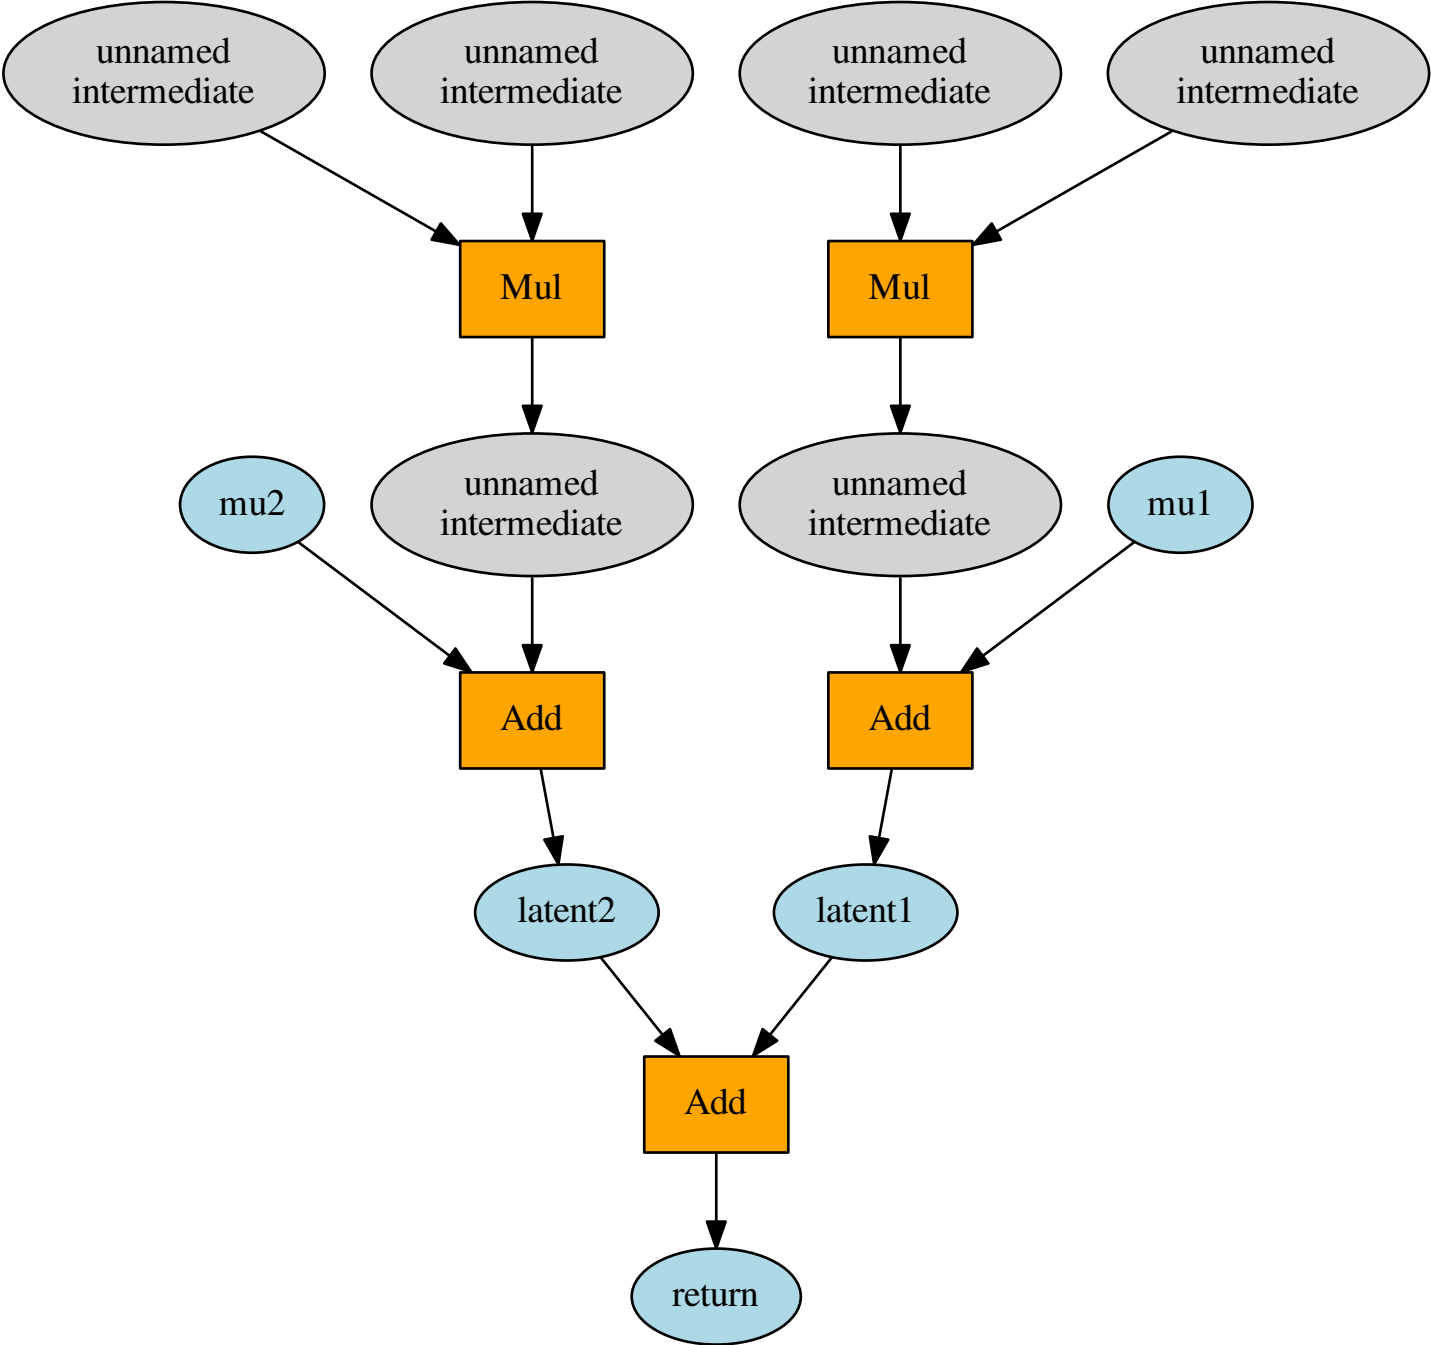 unnamed
intermediate
unnamed
intermediate
unnamed
intermediate
unnamed
intermediate
Mul
Mul
mu2
unnamed
intermediate
unnamed
intermediate
mu1
Add
Add
latent2
latent1
Add
return